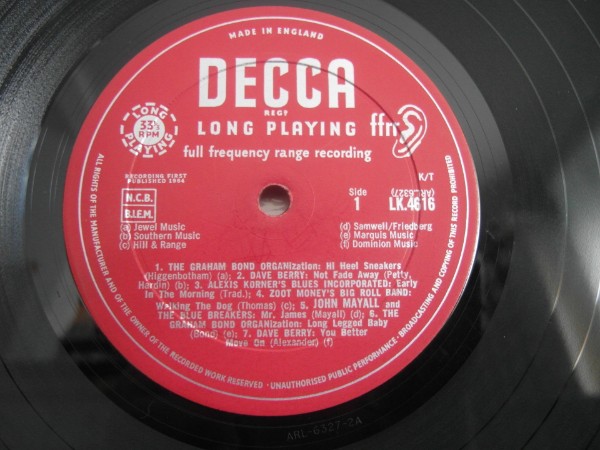 MADE IN ENGLAND
DECCA
REGD
LONG PLAYING ffrr
full frequency range recording
LONG PLAYING
33⅓
RPM
RECORDING FIRST
PUBLISHED 1964
N.C.B.
B.I.E.M.
K/T
(ARL.6327)
Side
1
LK.4616
(a) Jewel Music
(b) Southern Music
(c) Hill & Range
(d) Samwell/Friedberg
(e) Marquis Music
(f) Dominion Music
1. THE GRAHAM BOND ORGANIzation: Hi Heel Sneakers
(Higgenbotham) (a); 2. DAVE BERRY: Not Fade Away (Petty,
Hardin) (b); 3. ALEXIS KORNER'S BLUES INCORPORATED: Early
In The Morning (Trad.); 4. ZOOT MONEY'S BIG ROLL BAND:
Walking The Dog (Thomas) (c); 5. JOHN MAYALL and
THE BLUE BREAKERS: Mr. James (Mayall) (d); 6. THE
GRAHAM BOND ORGANIzation: Long Legged Baby
(Bond) (e); 7. DAVE BERRY: You Better
Move On (Alexander) (f)
ALL RIGHTS OF THE MANUFACTURER AND OF THE OWNER OF THE RECORDED WORK RESERVED · UNAUTHORISED PUBLIC PERFORMANCE · BROADCASTING AND COPYING OF THIS RECORD PROHIBITED
ARL-6327-2A